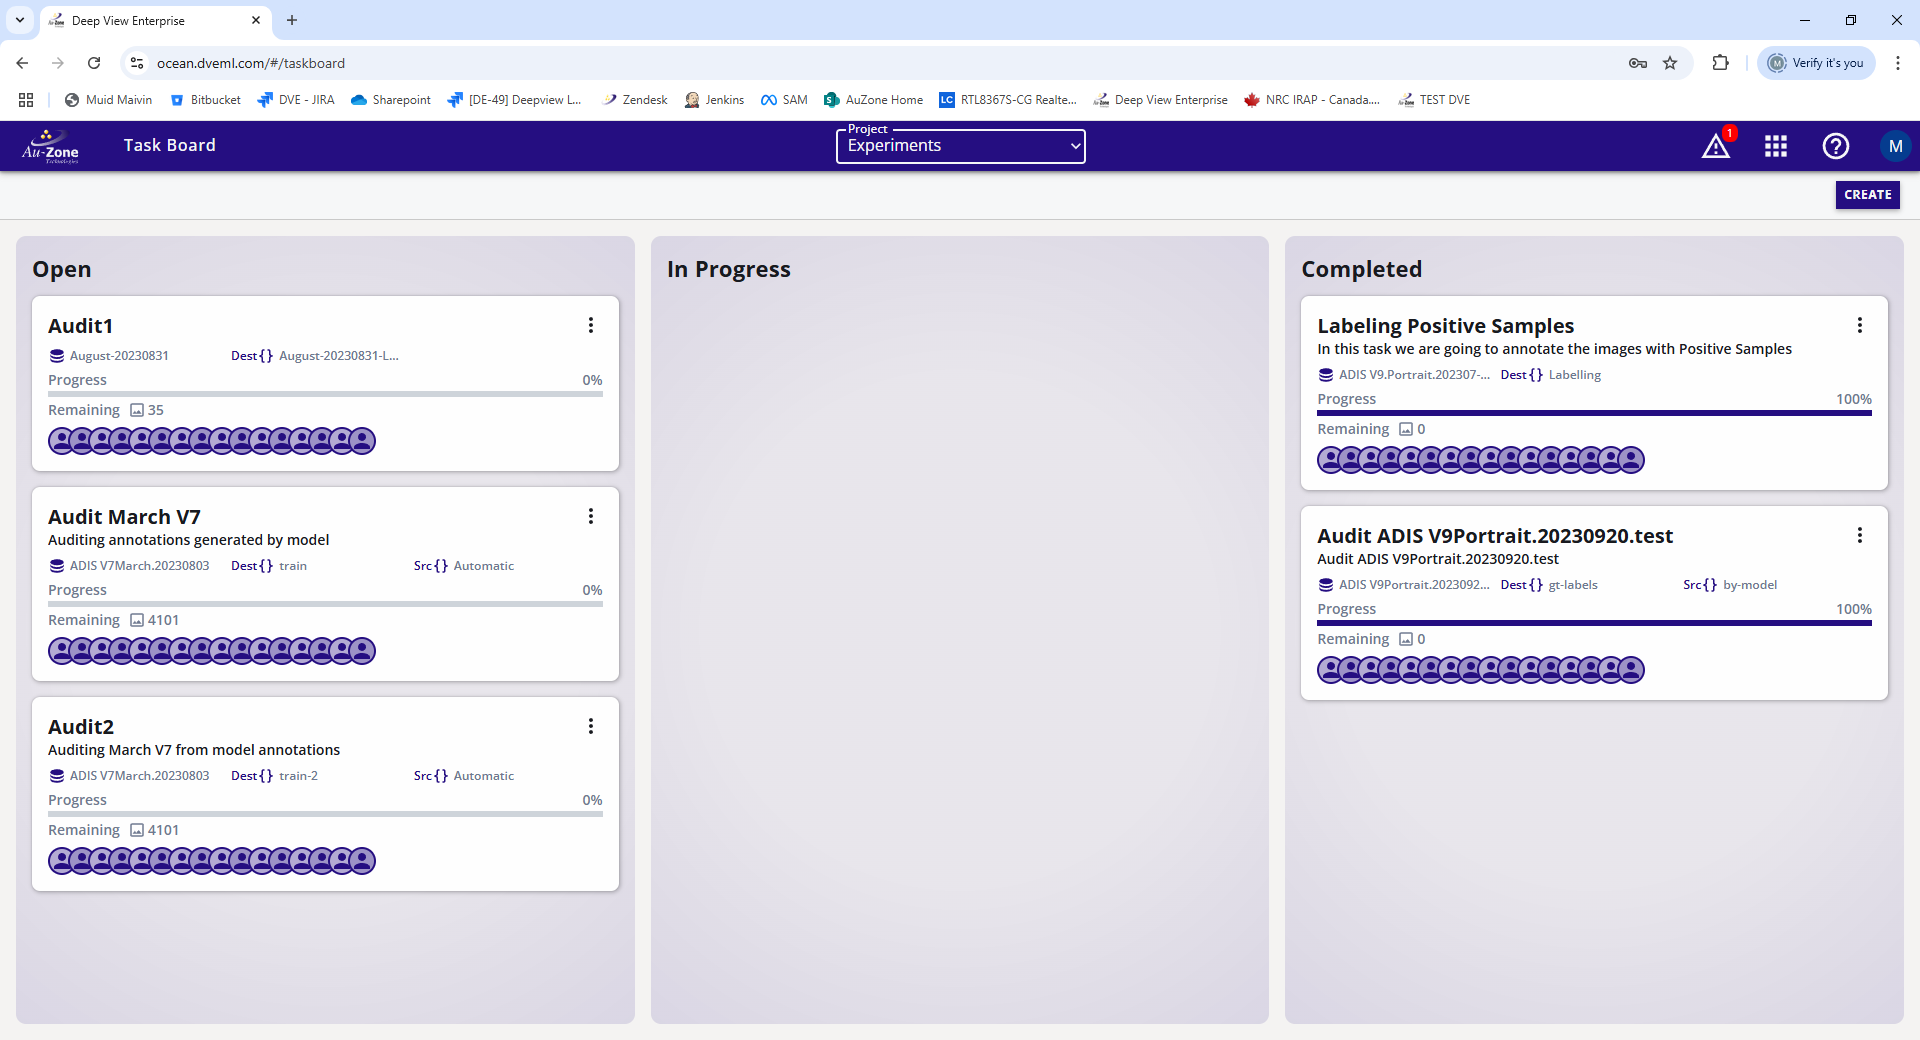 Deep View Enterprise
ocean.dveml.com/#/taskboard
Verify it's you
Muid Maivin
Bitbucket
DVE - JIRA
Sharepoint
[DE-49] Deepview L...
Zendesk
Jenkins
SAM
AuZone Home
LC
RTL8367S-CG Realte...
Deep View Enterprise
NRC IRAP - Canada....
TEST DVE
Au-Zone
Technologies
Task Board
Project
Experiments
1
M
CREATE
Open
Audit1
August-20230831
Dest{} August-20230831-L...
Progress 0%
Remaining 35
Audit March V7
Auditing annotations generated by model
ADIS V7March.20230803 Dest{} train Src{} Automatic
Progress 0%
Remaining 4101
Audit2
Auditing March V7 from model annotations
ADIS V7March.20230803 Dest{} train-2 Src{} Automatic
Progress 0%
Remaining 4101
In Progress
Completed
Labeling Positive Samples
In this task we are going to annotate the images with Positive Samples
ADIS V9.Portrait.202307-... Dest{} Labelling
Progress 100%
Remaining 0
Audit ADIS V9Portrait.20230920.test
Audit ADIS V9Portrait.20230920.test
ADIS V9Portrait.2023092... Dest{} gt-labels Src{} by-model
Progress 100%
Remaining 0